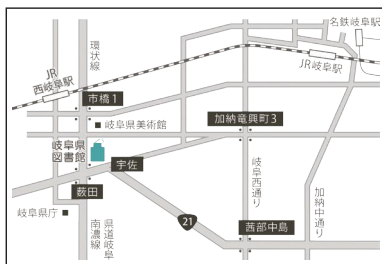 名鉄岐阜駅
JR岐阜駅
環状線
JR
西岐阜駅
市橋1
岐阜県美術館
加納竜興町3
岐阜県
図書館
宇佐
薮田
岐阜西通り
加納中通り
岐阜県庁
県道岐阜
南濃線
21
茜部中島